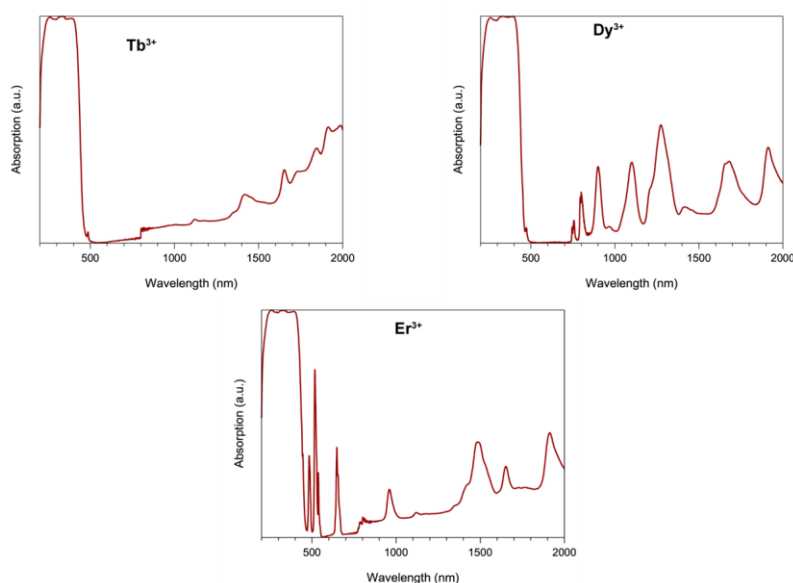 Tb³⁺
Absorption (a.u.)
500 1000 1500 2000
Wavelength (nm)
Dy³⁺
Absorption (a.u.)
500 1000 1500 2000
Wavelength (nm)
Er³⁺
Absorption (a.u.)
500 1000 1500 2000
Wavelength (nm)